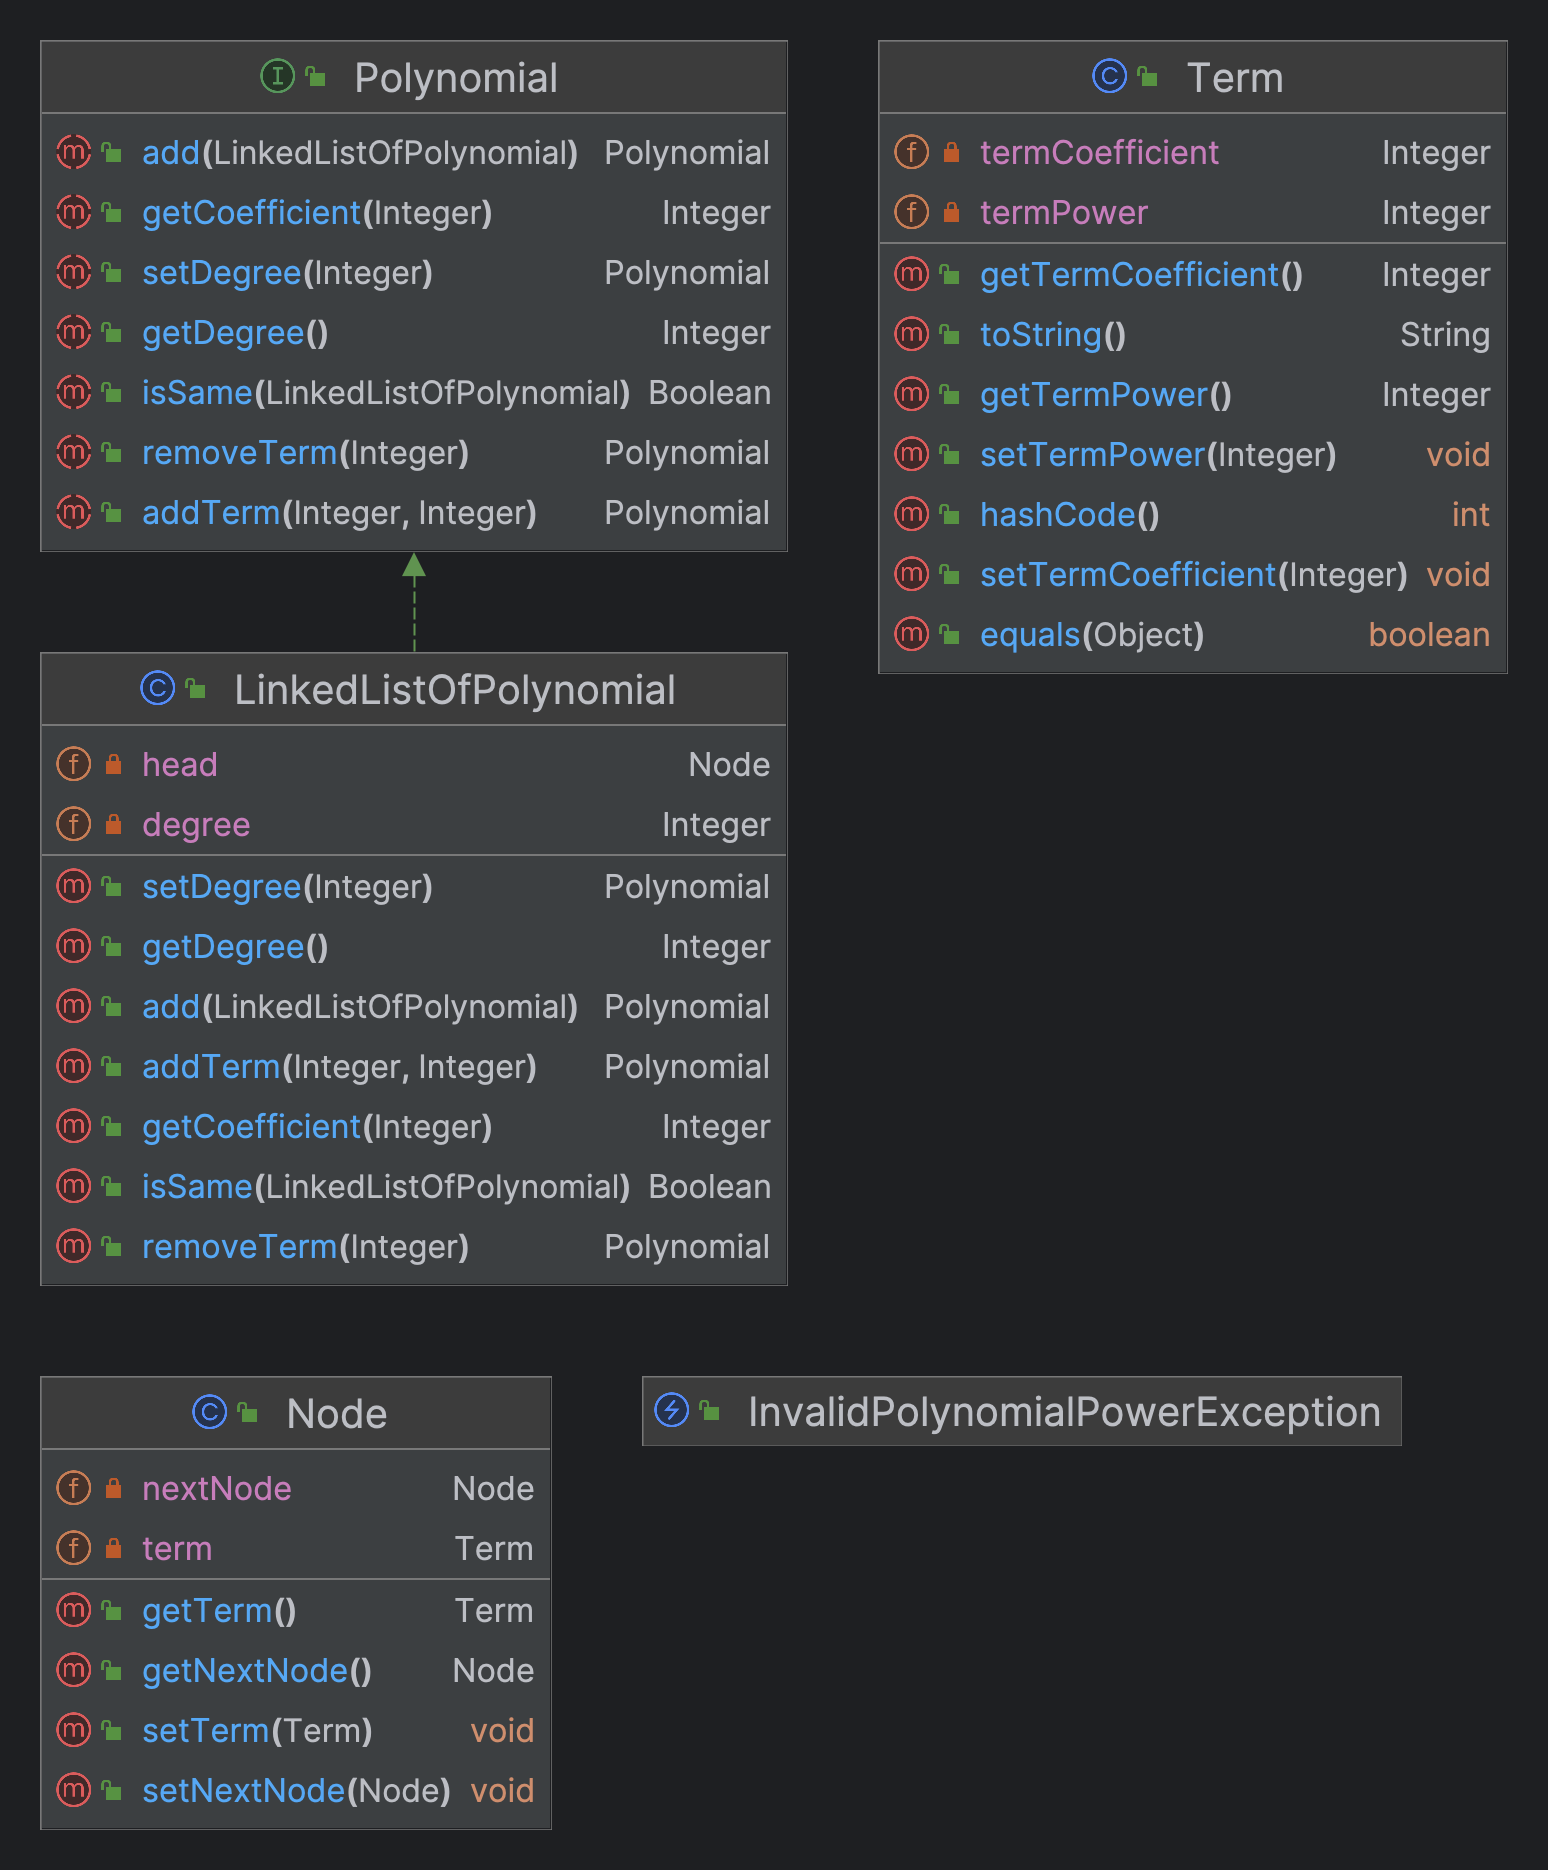 Polynomial
add(LinkedListOfPolynomial) Polynomial
getCoefficient(Integer) Integer
setDegree(Integer) Polynomial
getDegree() Integer
isSame(LinkedListOfPolynomial) Boolean
removeTerm(Integer) Polynomial
addTerm(Integer, Integer) Polynomial
Term
termCoefficient Integer
termPower Integer
getTermCoefficient() Integer
toString() String
getTermPower() Integer
setTermPower(Integer) void
hashCode() int
setTermCoefficient(Integer) void
equals(Object) boolean
LinkedListOfPolynomial
head Node
degree Integer
setDegree(Integer) Polynomial
getDegree() Integer
add(LinkedListOfPolynomial) Polynomial
addTerm(Integer, Integer) Polynomial
getCoefficient(Integer) Integer
isSame(LinkedListOfPolynomial) Boolean
removeTerm(Integer) Polynomial
Node
nextNode Node
term Term
getTerm() Term
getNextNode() Node
setTerm(Term) void
setNextNode(Node) void
InvalidPolynomialPowerException